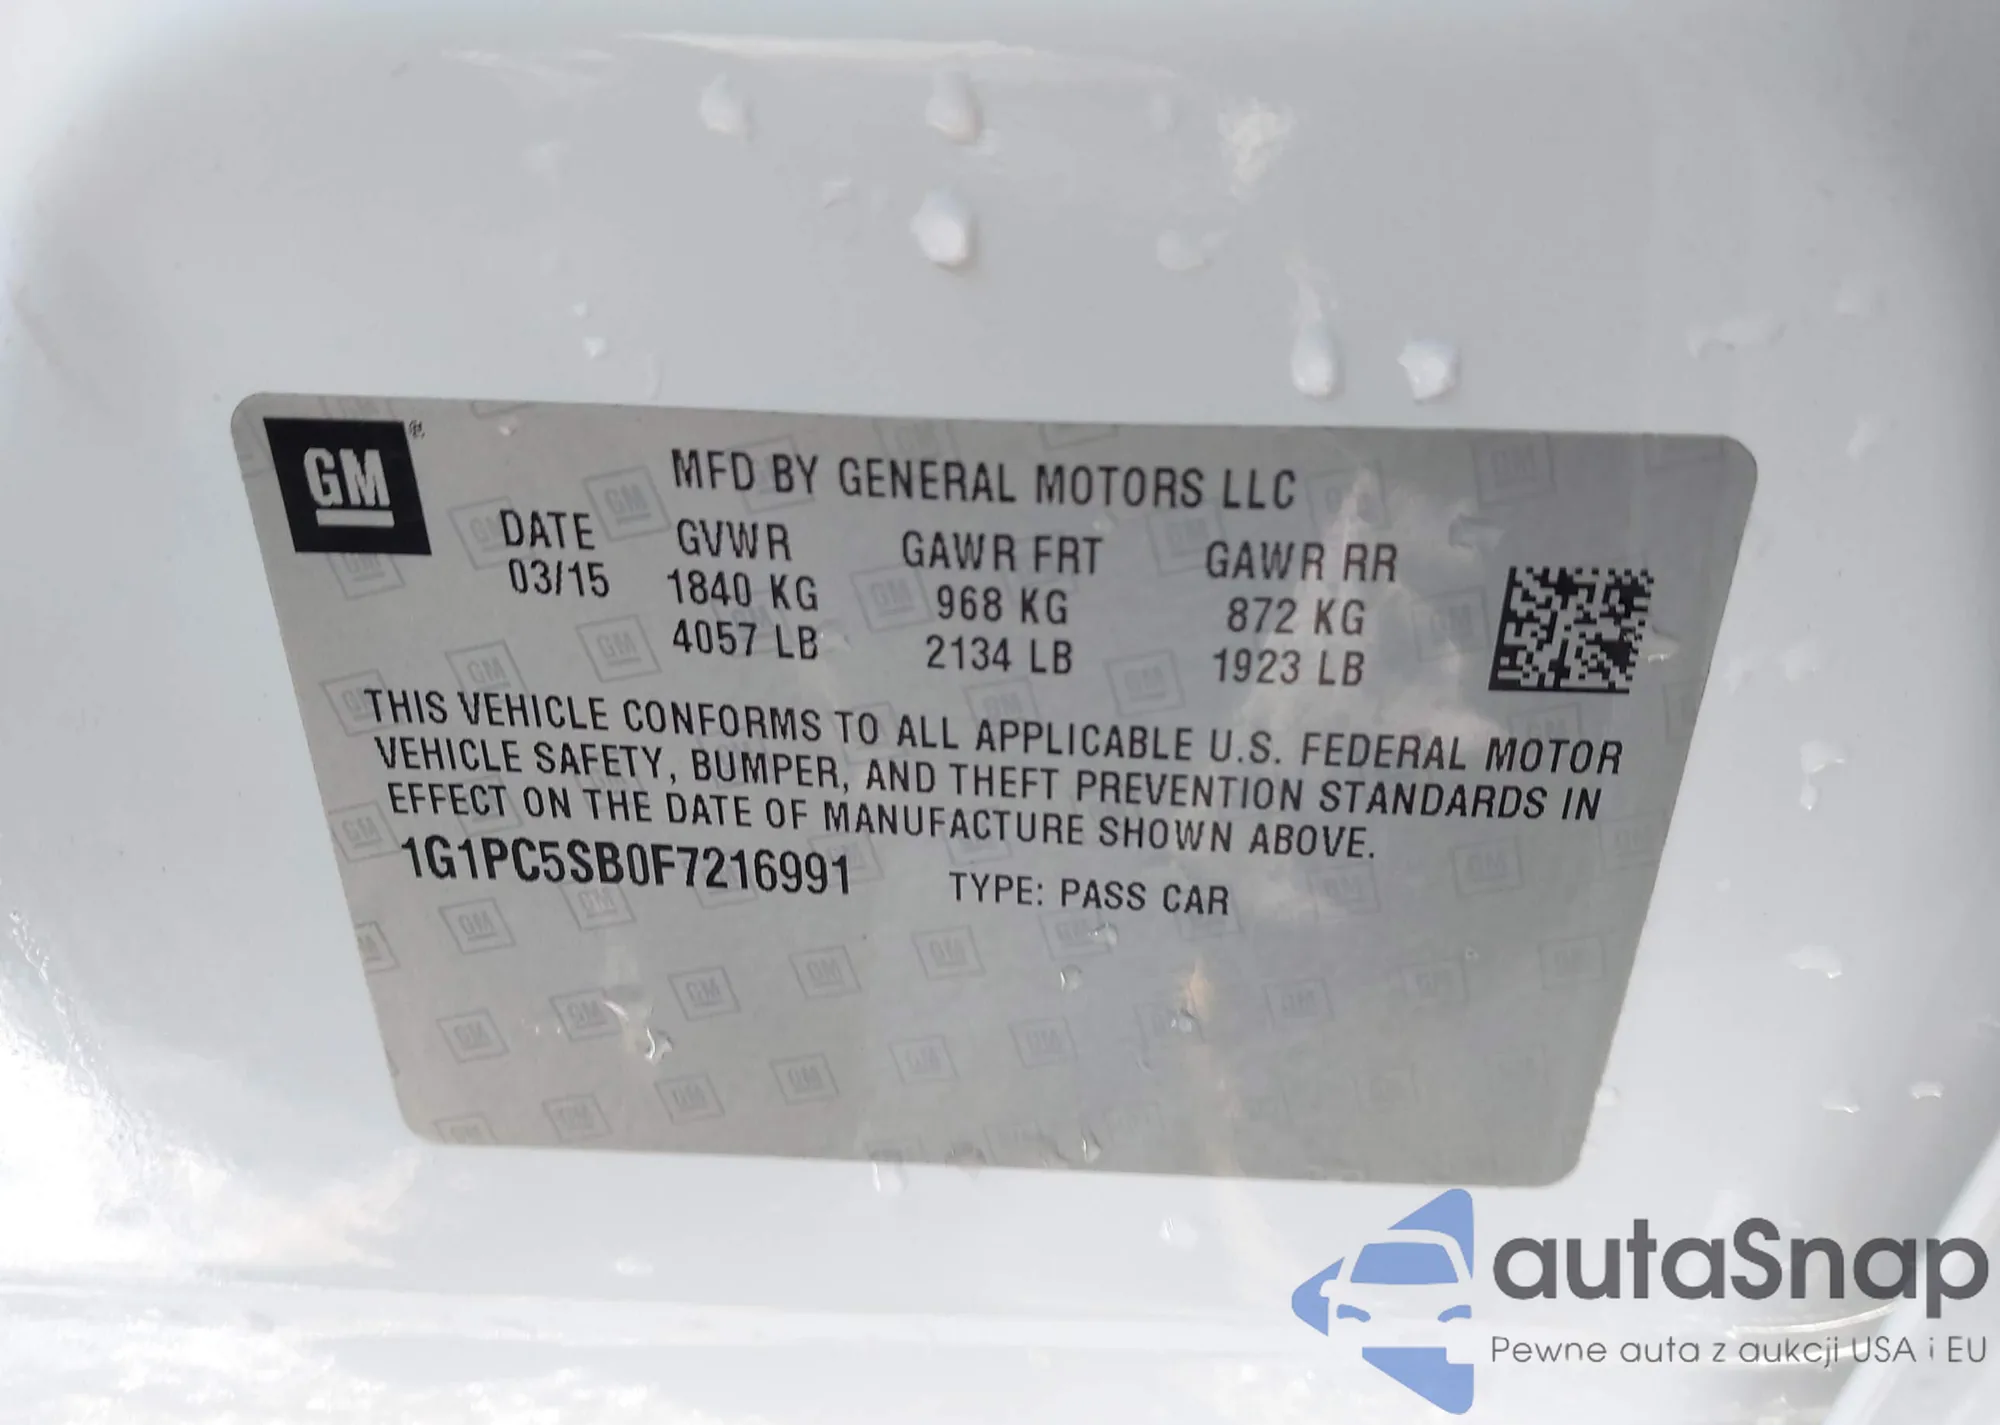 GM
MFD BY GENERAL MOTORS LLC
DATE GVWR GAWR FRT GAWR RR
03/15 1840 KG 968 KG 872 KG
4057 LB 2134 LB 1923 LB
THIS VEHICLE CONFORMS TO ALL APPLICABLE U.S. FEDERAL MOTOR
VEHICLE SAFETY, BUMPER, AND THEFT PREVENTION STANDARDS IN
EFFECT ON THE DATE OF MANUFACTURE SHOWN ABOVE.
1G1PC5SB0F7216991 TYPE: PASS CAR
autaSnap
Pewne auta z aukcji USA i EU